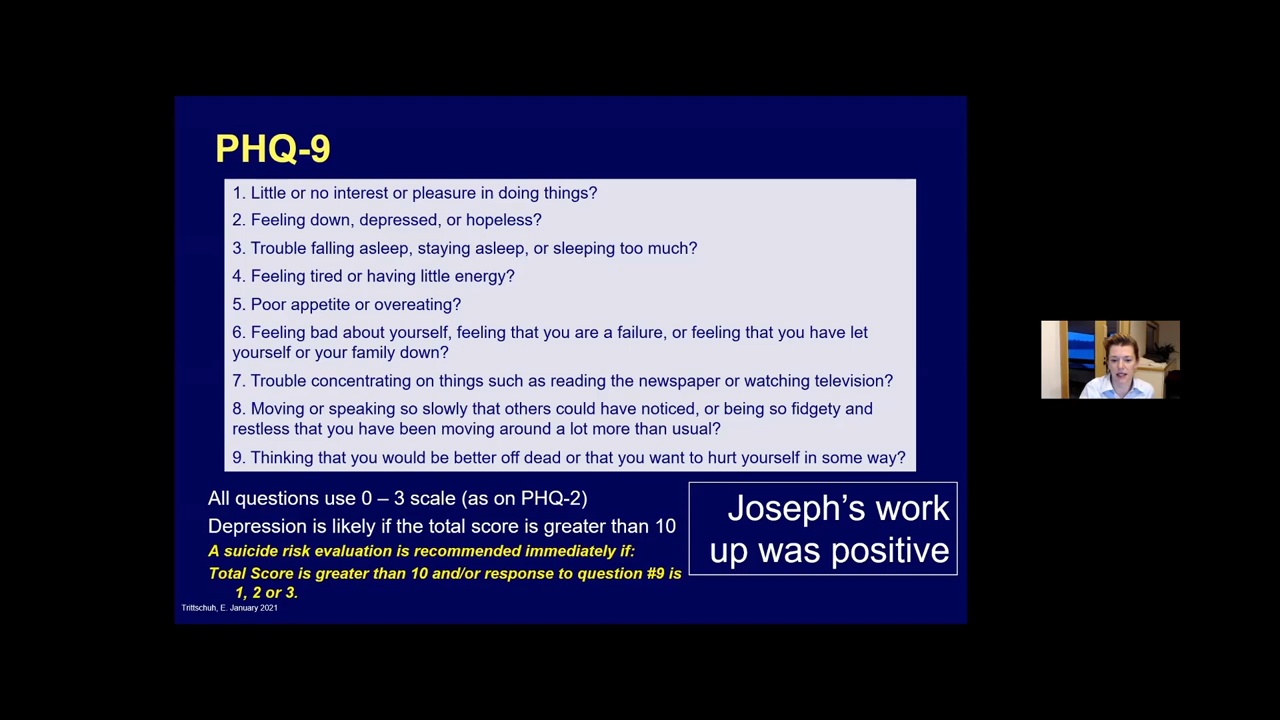 PHQ-9
1. Little or no interest or pleasure in doing things?
2. Feeling down, depressed, or hopeless?
3. Trouble falling asleep, staying asleep, or sleeping too much?
4. Feeling tired or having little energy?
5. Poor appetite or overeating?
6. Feeling bad about yourself, feeling that you are a failure, or feeling that you have let
yourself or your family down?
7. Trouble concentrating on things such as reading the newspaper or watching television?
8. Moving or speaking so slowly that others could have noticed, or being so fidgety and
restless that you have been moving around a lot more than usual?
9. Thinking that you would be better off dead or that you want to hurt yourself in some way?
All questions use 0 – 3 scale (as on PHQ-2)
Depression is likely if the total score is greater than 10
A suicide risk evaluation is recommended immediately if:
Total Score is greater than 10 and/or response to question #9 is
1, 2 or 3.
Joseph’s work
up was positive
Trittschuh, E. January 2021